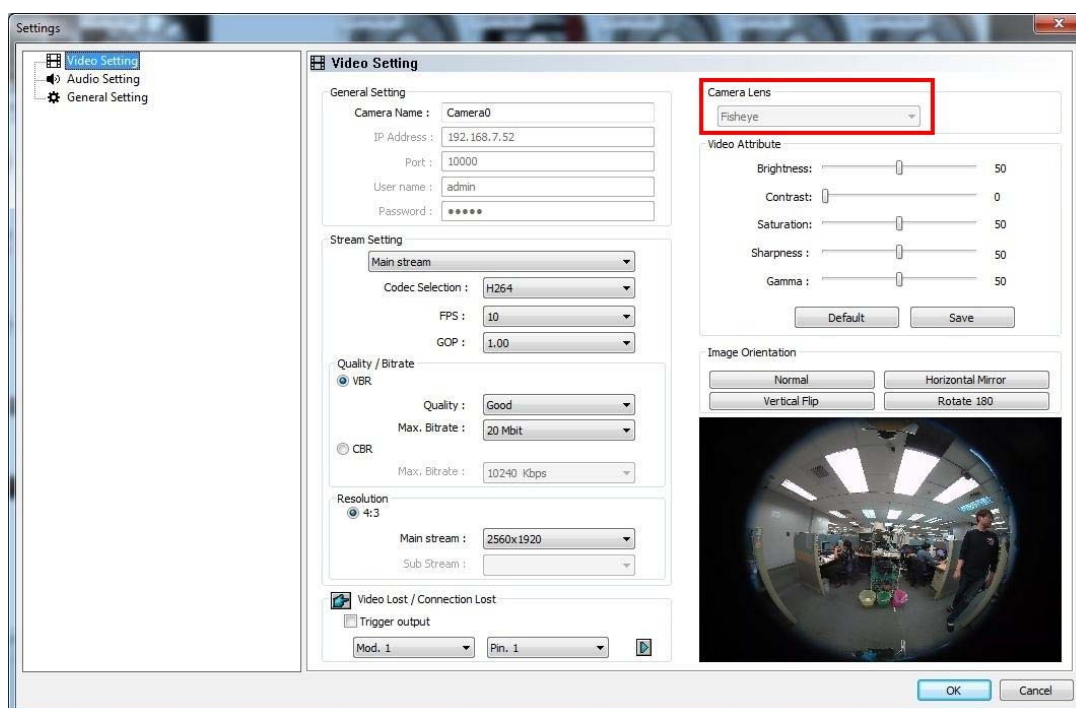 Settings
Video Setting
Audio Setting
General Setting
Video Setting
General Setting
Camera Name : Camera0
IP Address : 192.168.7.52
Port : 10000
User name : admin
Password : •••••
Stream Setting
Main stream
Codec Selection : H264
FPS : 10
GOP : 1.00
Quality / Bitrate
VBR
Quality : Good
Max. Bitrate : 20 Mbit
CBR
Max. Bitrate : 10240 Kbps
Resolution
4:3
Main stream : 2560x1920
Sub Stream :
Video Lost / Connection Lost
Trigger output
Mod. 1 Pin. 1
Camera Lens
Fisheye
Video Attribute
Brightness: 50
Contrast: 0
Saturation: 50
Sharpness : 50
Gamma : 50
Default Save
Image Orientation
Normal Horizontal Mirror
Vertical Flip Rotate 180
OK Cancel